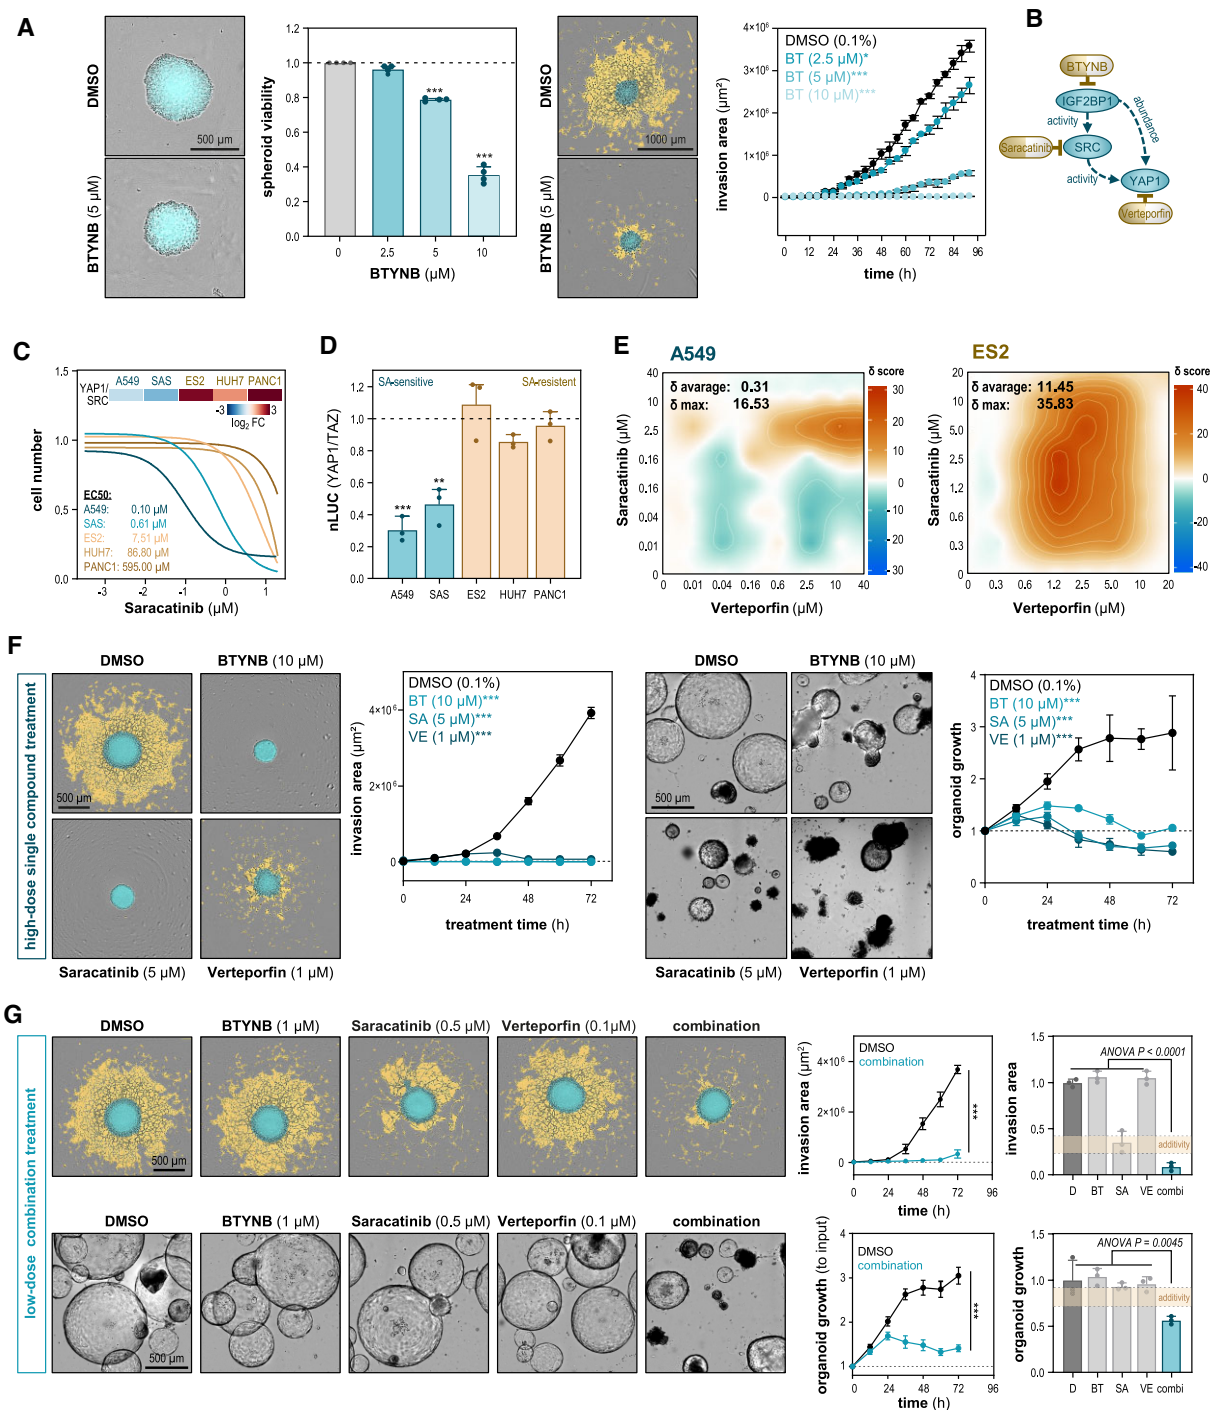 A
DMSO
500 µm
BTYNB (5 µM)
spheroid viability
1.2
1.0
0.8
0.6
0.4
0.2
0.0
***
***
0
2.5
5
10
BTYNB
(µM)
DMSO
1000 µm
BTYNB (5 µM)
invasion area (µm²)
4×10⁶
3×10⁶
2×10⁶
1×10⁶
0
DMSO (0.1%)
BT (2.5 µM)*
BT (5 µM)***
BT (10 µM)***
0 12 24 36 48 60 72 84 96
time (h)
B
BTYNB
IGF2BP1
activity
abundance
Saracatinib
SRC
activity
YAP1
Verteporfin
C
cell number
1.5
1.0
0.5
0.0
A549 SAS ES2 HUH7 PANC1
YAP1/
SRC
-3 3
log₂ FC
EC50:
A549: 0.10 µM
SAS: 0.61 µM
ES2: 7.51 µM
HUH7: 86.80 µM
PANC1: 595.00 µM
-3 -2 -1 0 1
Saracatinib (µM)
D
nLUC (YAP1/TAZ)
1.2
1.0
0.8
0.6
0.4
0.2
0.0
SA-sensitive
SA-resistent
***
**
A549 SAS ES2 HUH7 PANC1
E
A549
δ score
δ avarage: 0.31
δ max: 16.53
Saracatinib (µM)
40
10
2.5
0.16
0.16
0.04
0.01
0
0 0.01 0.04 0.16 0.6 2.5 10 40
Verteporfin (µM)
30
20
10
0
-10
-20
-30
ES2
δ score
δ avarage: 11.45
δ max: 35.83
Saracatinib (µM)
20
10
5.0
2.5
1.2
0.6
0.3
0
0 0.3 0.6 1.2 2.5 5.0 10 20
Verteporfin (µM)
40
20
0
-20
-40
F
high-dose single compound treatment
DMSO
BTYNB (10 µM)
500 µm
Saracatinib (5 µM)
Verteporfin (1 µM)
invasion area (µm²)
4×10⁶
2×10⁶
0
DMSO (0.1%)
BT (10 µM)***
SA (5 µM)***
VE (1 µM)***
0 24 48 72
treatment time (h)
DMSO
BTYNB (10 µM)
500 µm
Saracatinib (5 µM)
Verteporfin (1 µM)
organoid growth
4
3
2
1
0
DMSO (0.1%)
BT (10 µM)***
SA (5 µM)***
VE (1 µM)***
0 24 48 72
treatment time (h)
G
low-dose combination treatment
DMSO
BTYNB (1 µM)
Saracatinib (0.5 µM)
Verteporfin (0.1µM)
combination
500 µm
invasion area (µm²)
4×10⁶
2×10⁶
0
DMSO
combination
***
0 24 48 72 96
time (h)
invasion area
1.5
1.0
0.5
0.0
ANOVA P < 0.0001
additivity
D BT SA VE combi
DMSO
BTYNB (1 µM)
Saracatinib (0.5 µM)
Verteporfin (0.1 µM)
combination
500 µm
organoid growth (to input)
4
3
2
1
DMSO
combination
***
0 24 48 72 96
time (h)
organoid growth
1.5
1.0
0.5
0.0
ANOVA P = 0.0045
additivity
D BT SA VE combi